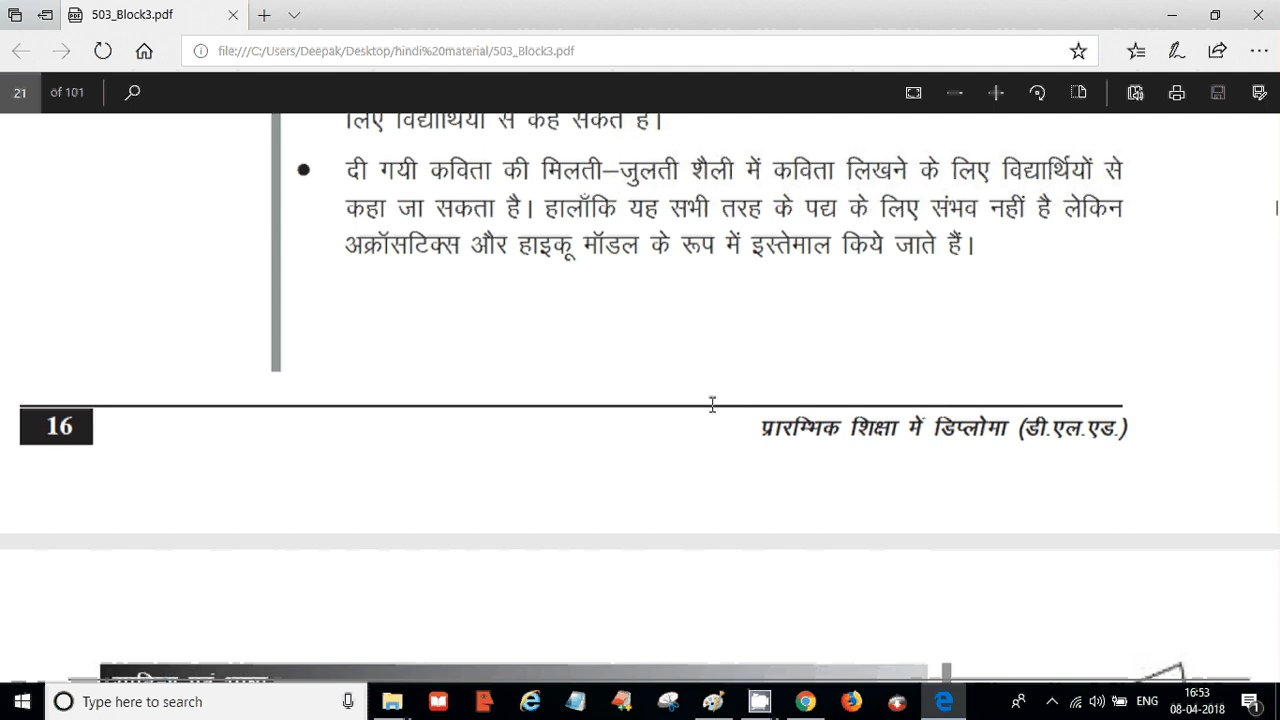 503_Block3.pdf
file:///C:/Users/Deepak/Desktop/hindi%20material/503_Block3.pdf
21 of 101
लिए विद्यार्थियों से कह सकते हैं।
● दी गयी कविता की मिलती–जुलती शैली में कविता लिखने के लिए विद्यार्थियों से
कहा जा सकता है। हालाँकि यह सभी तरह के पद्य के लिए संभव नहीं है लेकिन
अक्रॉसटिक्स और हाइकू मॉडल के रूप में इस्तेमाल किये जाते हैं।
16
प्रारम्भिक शिक्षा में डिप्लोमा (डी.एल.एड.)
Type here to search
ENG
16:53
08-04-2018